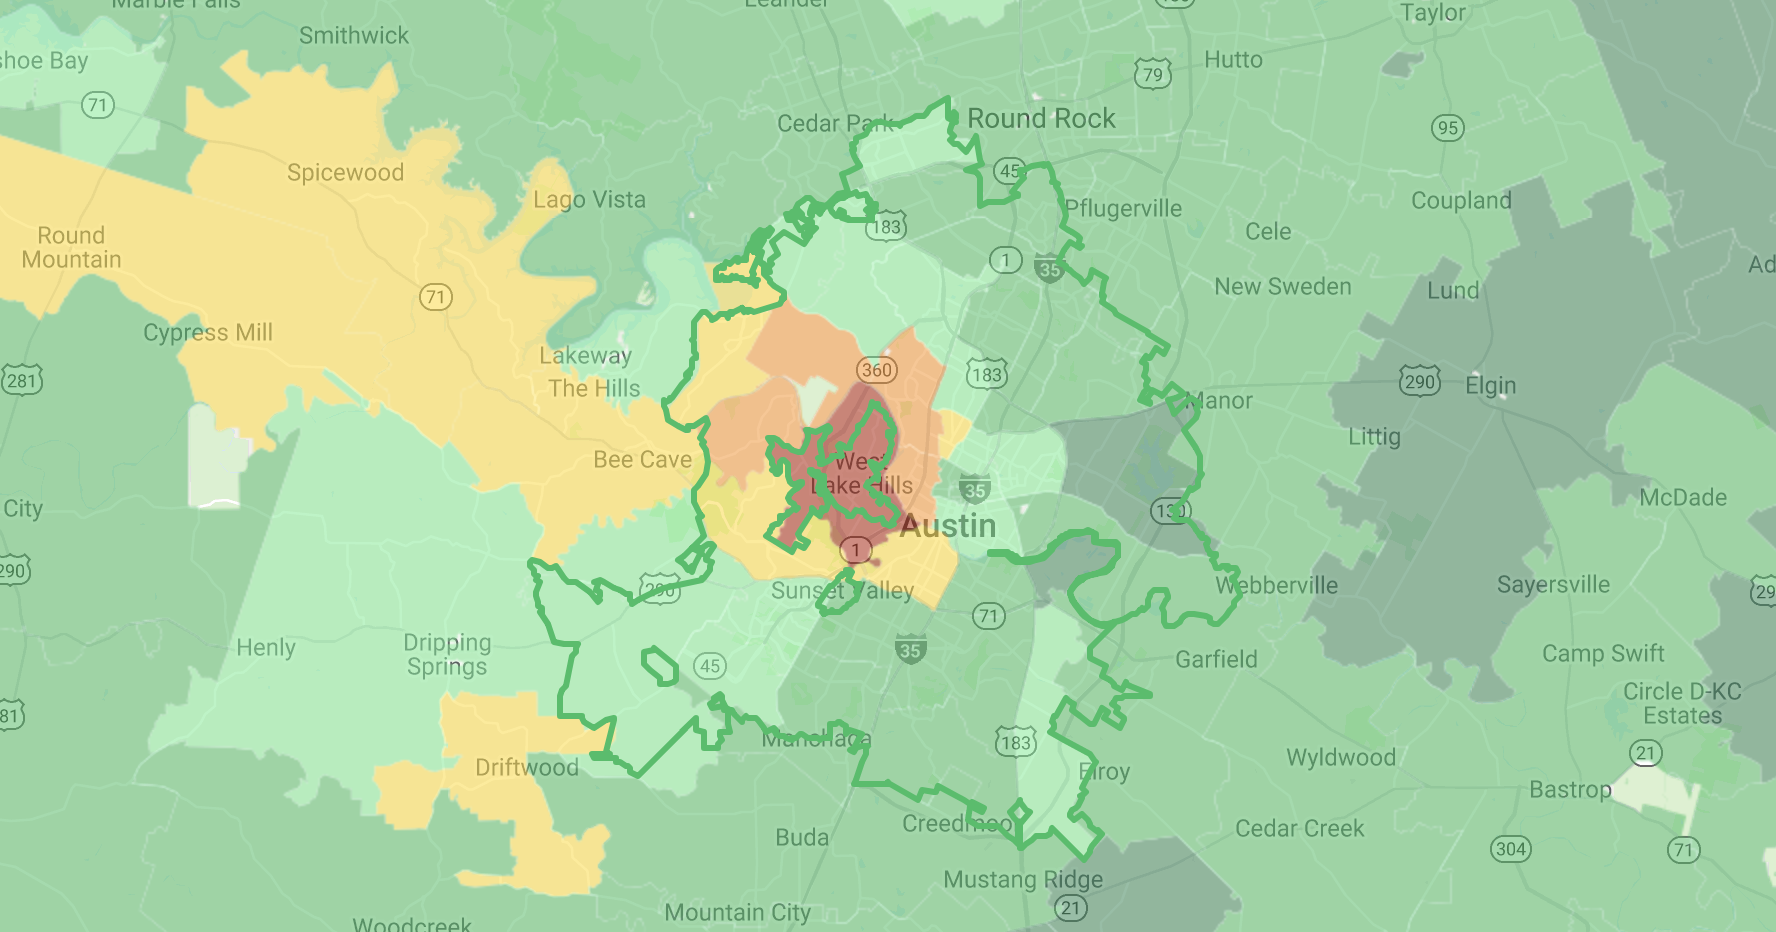 Marble Falls
Leander
Taylor
Smithwick
shoe Bay
Hutto
79
71
Cedar Park
Round Rock
95
45
Spicewood
Lago Vista
183
Pflugerville
Coupland
Round
Mountain
Cele
1
35
Ad
71
New Sweden
Lund
Cypress Mill
Lakeway
The Hills
360
183
281
290
Elgin
Manor
Littig
Bee Cave
West
Lake Hills
35
McDade
City
130
Austin
1
290
290
Sunset Valley
Webberville
Sayersville
29
71
Henly
Dripping
Springs
45
35
Garfield
Camp Swift
Circle D-KC
Estates
81
Manchaca
183
21
Driftwood
Elroy
Wyldwood
Bastrop
Buda
Creedmoo
Cedar Creek
304
71
Mustang Ridge
21
Mountain City
Woodcreek